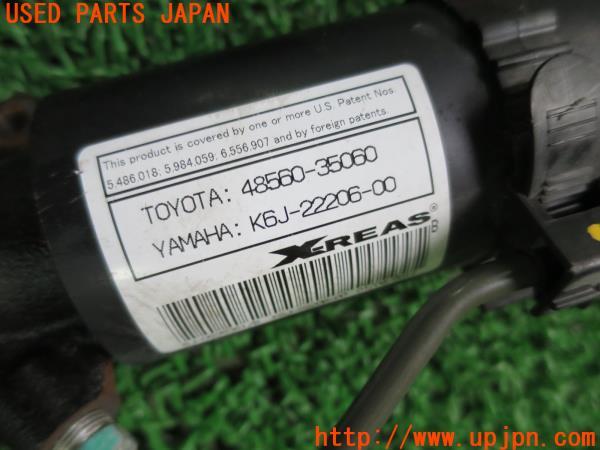 USED PARTS JAPAN
This product is covered by one or more U.S. Patent Nos.
5,486,018; 5,984,059; 6,556,907 and by foreign patents.
TOYOTA: 48560-35060
YAMAHA: K6J-22206-00
X-REAS®
B
http://www.upjpn.com